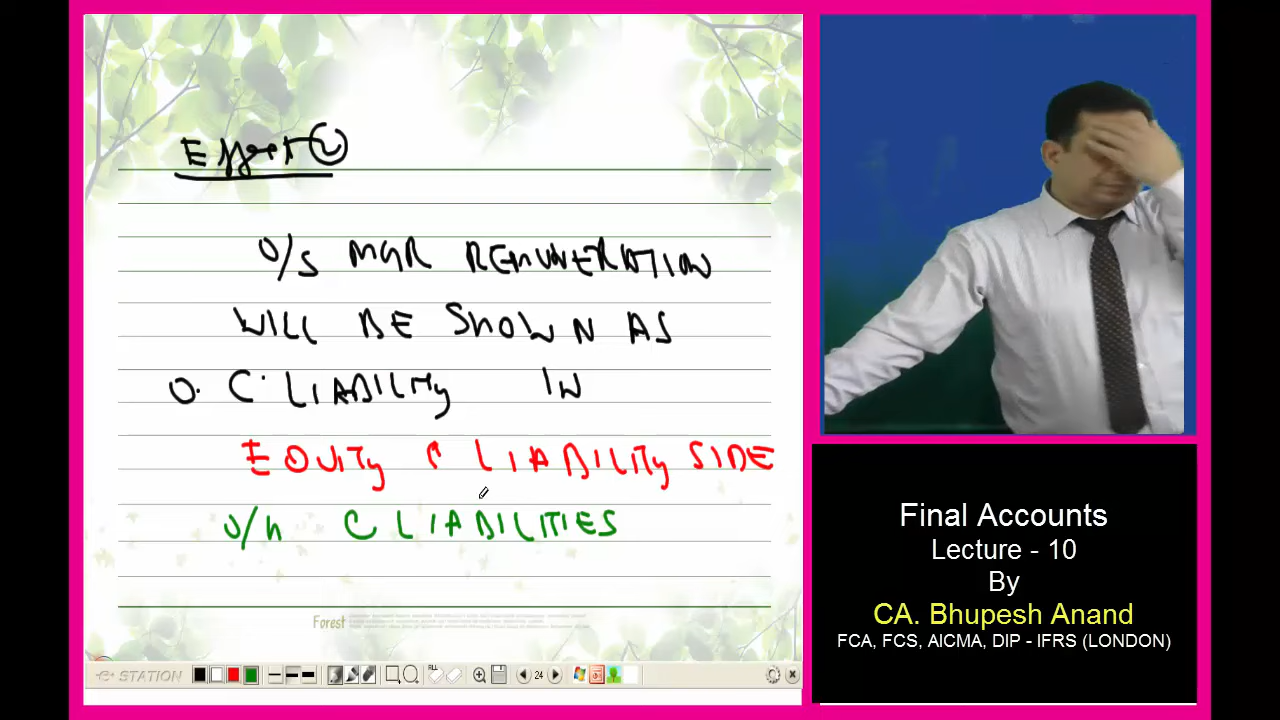 Effect (2)
O/S MGR REMUNERATION
WILL BE SHOWN AS
O. C. LIABILITY IN
EQUITY & LIABILITY SIDE
U/h C LIABILITIES
Forest
e STATION
24
Final Accounts
Lecture - 10
By
CA. Bhupesh Anand
FCA, FCS, AICMA, DIP - IFRS (LONDON)